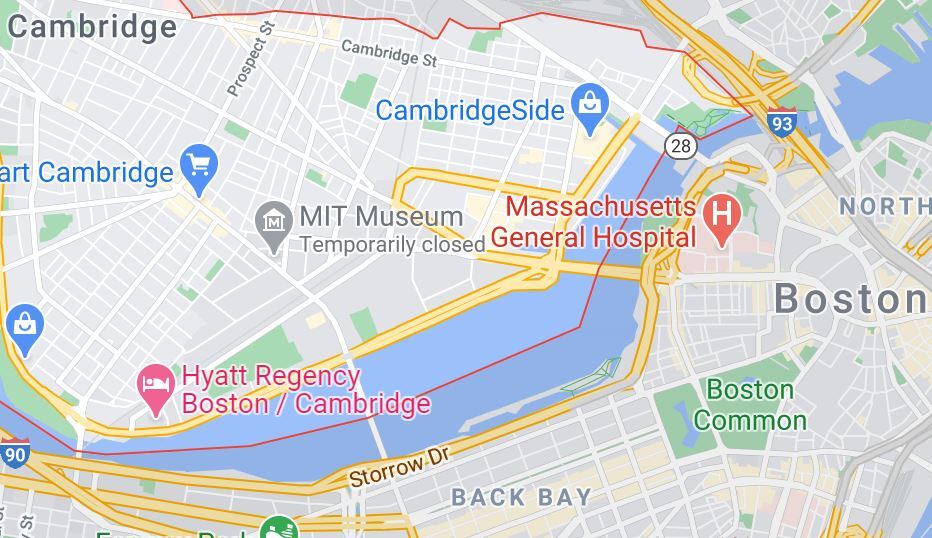 Cambridge
Prospect St
Cambridge St
CambridgeSide
93
28
art Cambridge
NORTH
Massachusetts
General Hospital
MIT Museum
Temporarily closed
Boston
Hyatt Regency
Boston / Cambridge
Boston
Common
90
Storrow Dr
BACK BAY
St